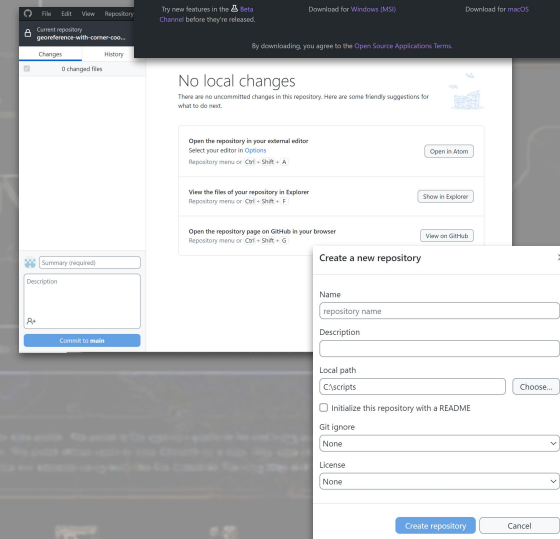 Try new features in the Beta
Channel before they're released.
Download for Windows (MSI)
Download for macOS
By downloading, you agree to the Open Source Applications Terms.
File Edit View Repository
Current repository
georeference-with-corner-coo...
Changes History
0 changed files
No local changes
There are no uncommitted changes in this repository. Here are some friendly suggestions for
what to do next.
Open the repository in your external editor
Select your editor in Options
Repository menu or Ctrl + Shift + A
Open in Atom
View the files of your repository in Explorer
Repository menu or Ctrl + Shift + F
Show in Explorer
Open the repository page on GitHub in your browser
Repository menu or Ctrl + Shift + G
View on GitHub
Summary (required)
Description
Commit to main
Create a new repository
Name
repository name
Description
Local path
C:\scripts
Choose...
Initialize this repository with a README
Git ignore
None
License
None
Create repository Cancel